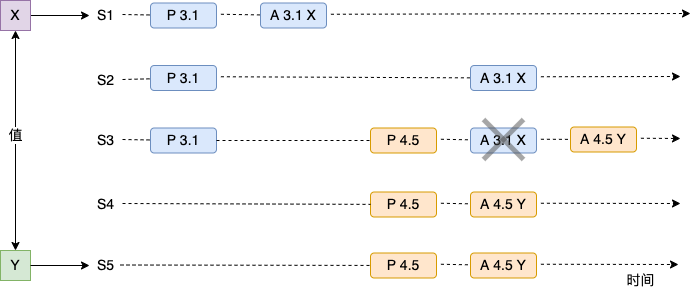 X S1 P 3.1 A 3.1 X
S2 P 3.1 A 3.1 X
值 S3 P 3.1 P 4.5 A 3.1 X A 4.5 Y
S4 P 4.5 A 4.5 Y
Y S5 P 4.5 A 4.5 Y
时间